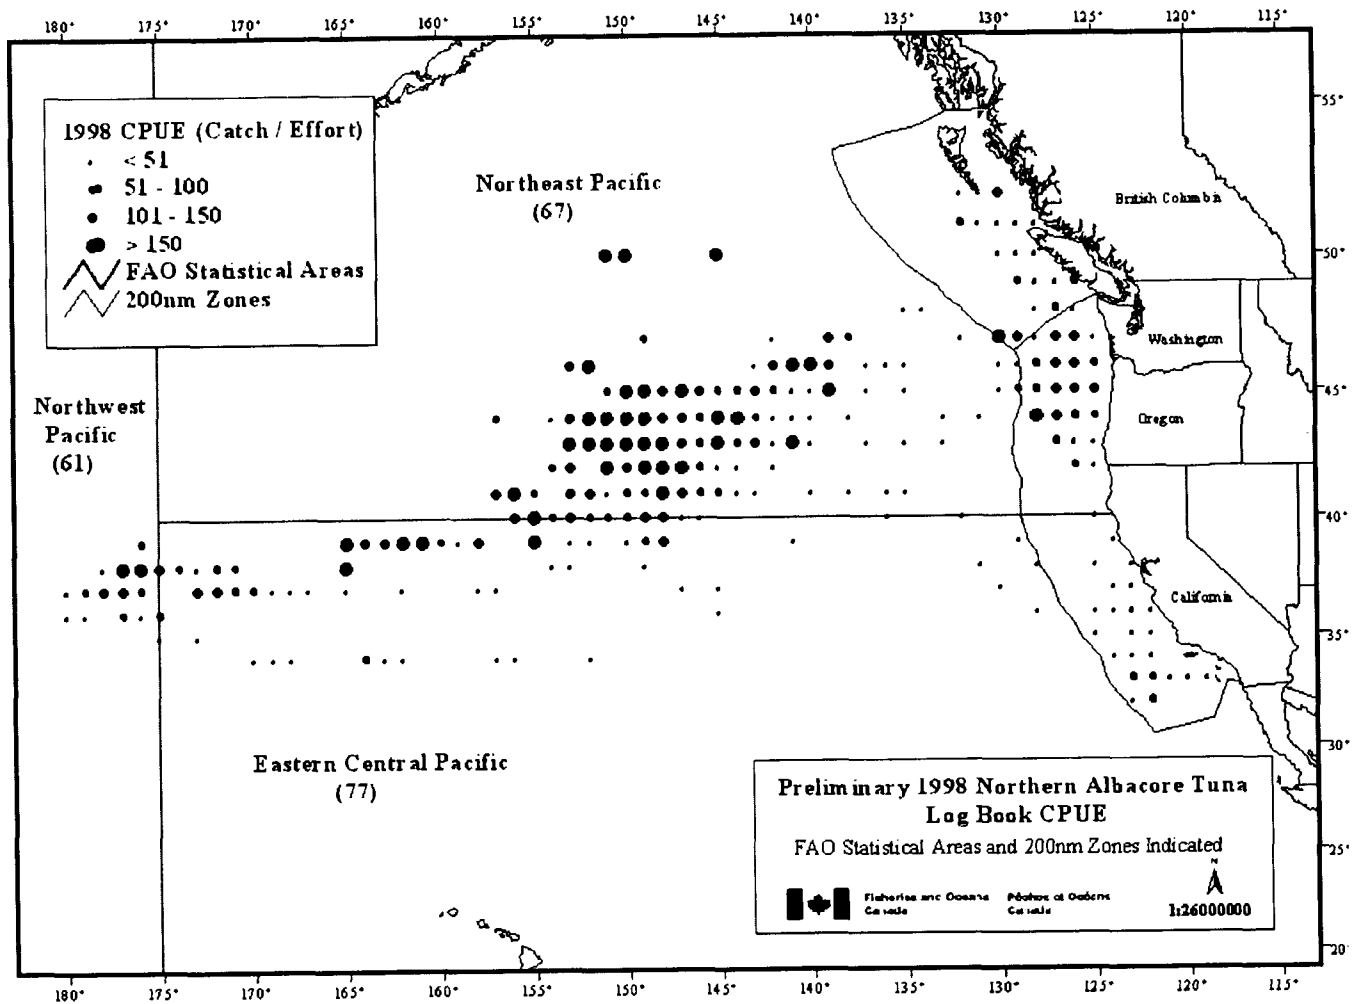 180° 175° 170° 165° 160° 155° 150° 145° 140° 135° 130° 125° 120° 115°
55°
1998 CPUE (Catch / Effort)
< 51
51 - 100
101 - 150
> 150
FAO Statistical Areas
200nm Zones
Northeast Pacific
(67)
British Columbia
50°
Washington
45°
Northwest
Pacific
(61)
Oregon
40°
California
35°
30°
Eastern Central Pacific
(77)
Preliminary 1998 Northern Albacore Tuna
Log Book CPUE
FAO Statistical Areas and 200nm Zones Indicated
25°
N
Fisheries and Oceans
Canada
Pêches et Océans
Canada
1:26000000
20°
180° 175° 170° 165° 160° 155° 150° 145° 140° 135° 130° 125° 120° 115°